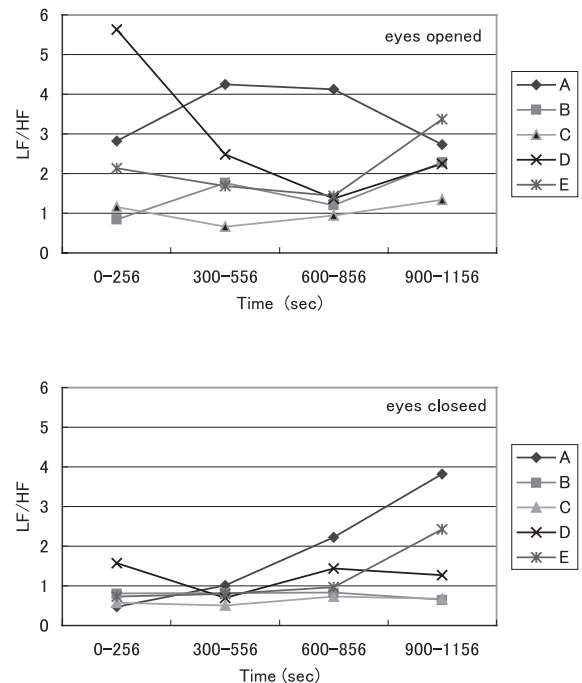 eyes opened
LF/HF
6
5
4
3
2
1
0
0-256 300-556 600-856 900-1156
Time (sec)
A
B
C
D
E
eyes closeed
LF/HF
6
5
4
3
2
1
0
0-256 300-556 600-856 900-1156
Time (sec)
A
B
C
D
E